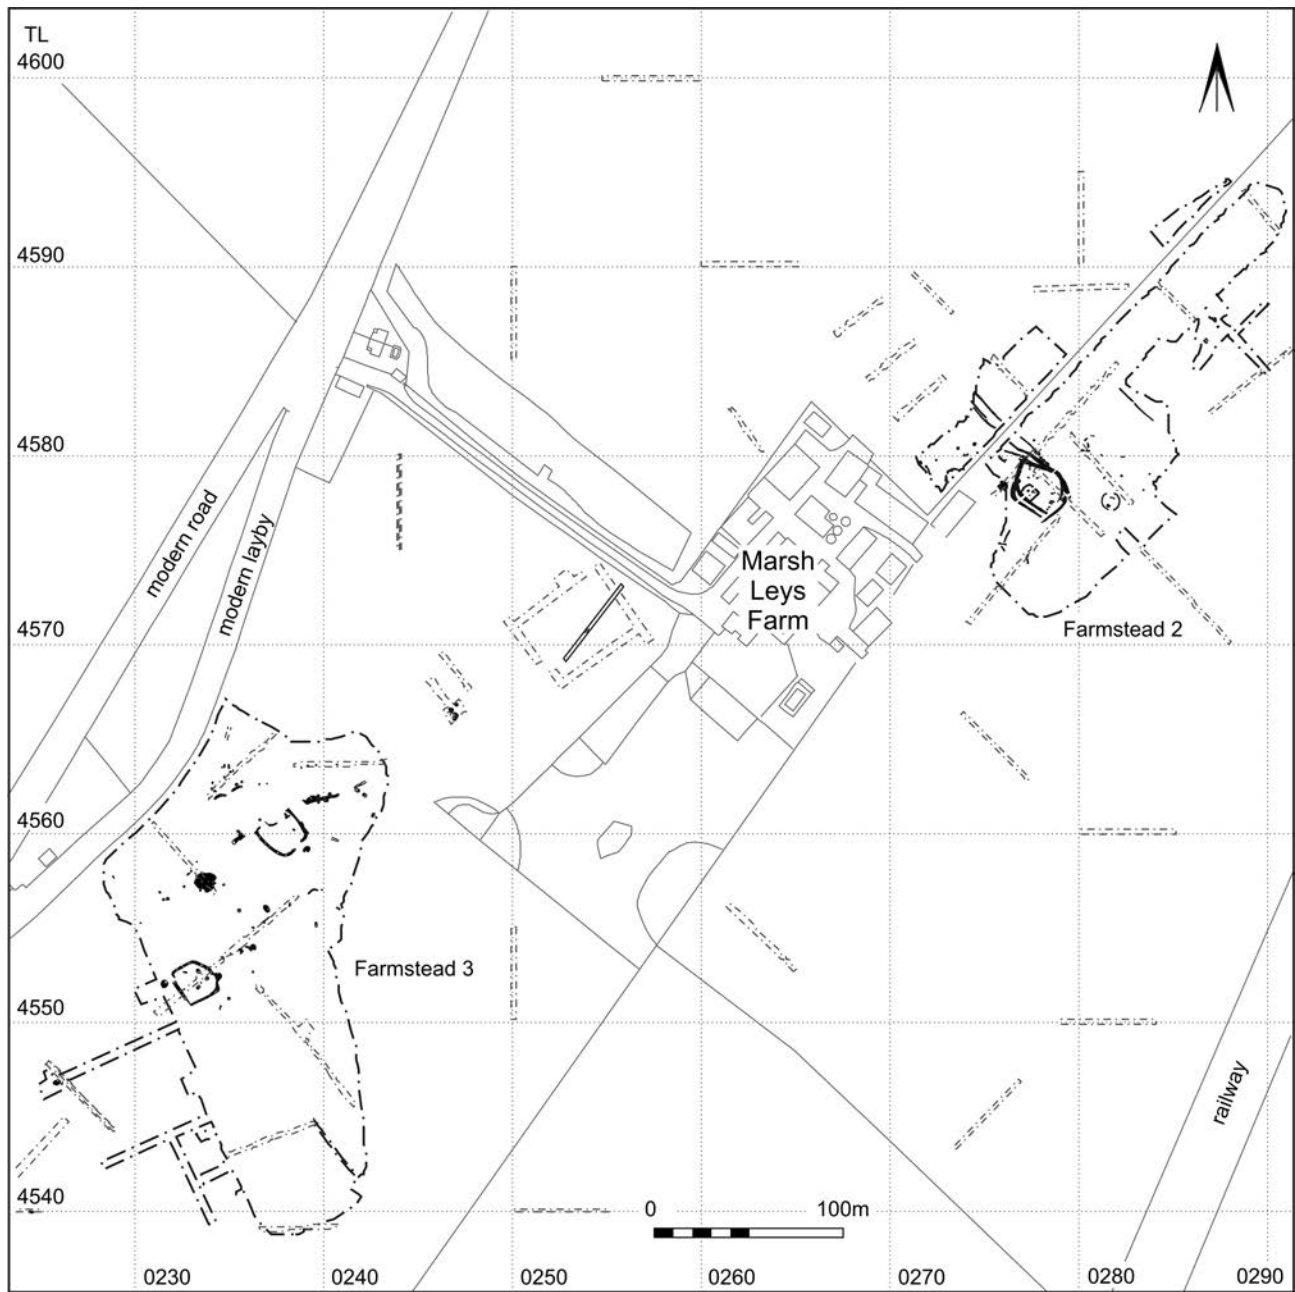 TL
4600
4590
4580
modern road
modern layby
Marsh
Leys
Farm
4570
Farmstead 2
4560
Farmstead 3
4550
railway
4540
0
100m
0230
0240
0250
0260
0270
0280
0290